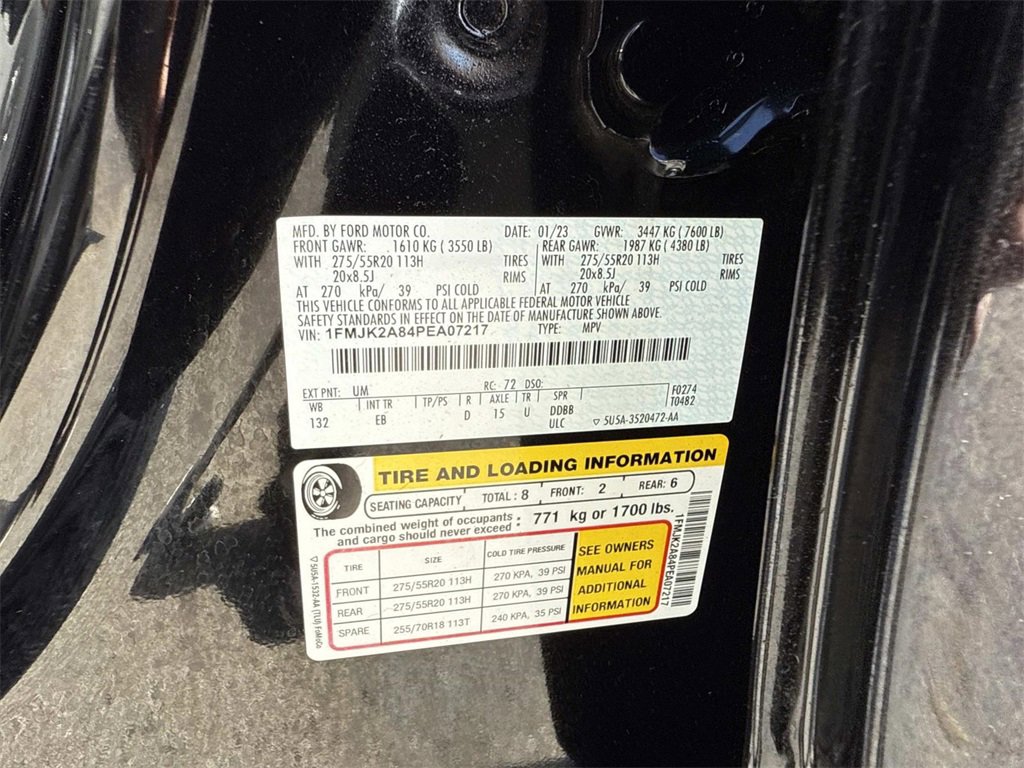 MFD. BY FORD MOTOR CO. DATE: 01/23 GVWR: 3447 KG ( 7600 LB)
FRONT GAWR: 1610 KG ( 3550 LB) REAR GAWR: 1987 KG ( 4380 LB)
WITH 275/55R20 113H TIRES WITH 275/55R20 113H TIRES
20x8.5J RIMS 20x8.5J RIMS
AT 270 kPa/ 39 PSI COLD AT 270 kPa/ 39 PSI COLD
THIS VEHICLE CONFORMS TO ALL APPLICABLE FEDERAL MOTOR VEHICLE
SAFETY STANDARDS IN EFFECT ON THE DATE OF MANUFACTURE SHOWN ABOVE.
VIN: 1FMJK2A84PEA07217 TYPE: MPV
EXT PNT: UM RC: 72 DSO: F0274
WB INT TR TP/PS R AXLE TR SPR T0482
132 EB D 15 U DDBB
ULC 5U5A-3520472-AA
TIRE AND LOADING INFORMATION
SEATING CAPACITY TOTAL: 8 FRONT: 2 REAR: 6
The combined weight of occupants and cargo should never exceed : 771 kg or 1700 lbs.
TIRE SIZE COLD TIRE PRESSURE
FRONT 275/55R20 113H 270 KPA, 39 PSI
REAR 275/55R20 113H 270 KPA, 39 PSI
SPARE 255/70R18 113T 240 KPA, 35 PSI
SEE OWNERS
MANUAL FOR
ADDITIONAL
INFORMATION
1FMJK2A84PEA07217
5U5A-1532-AA (TLU) FoMoCo